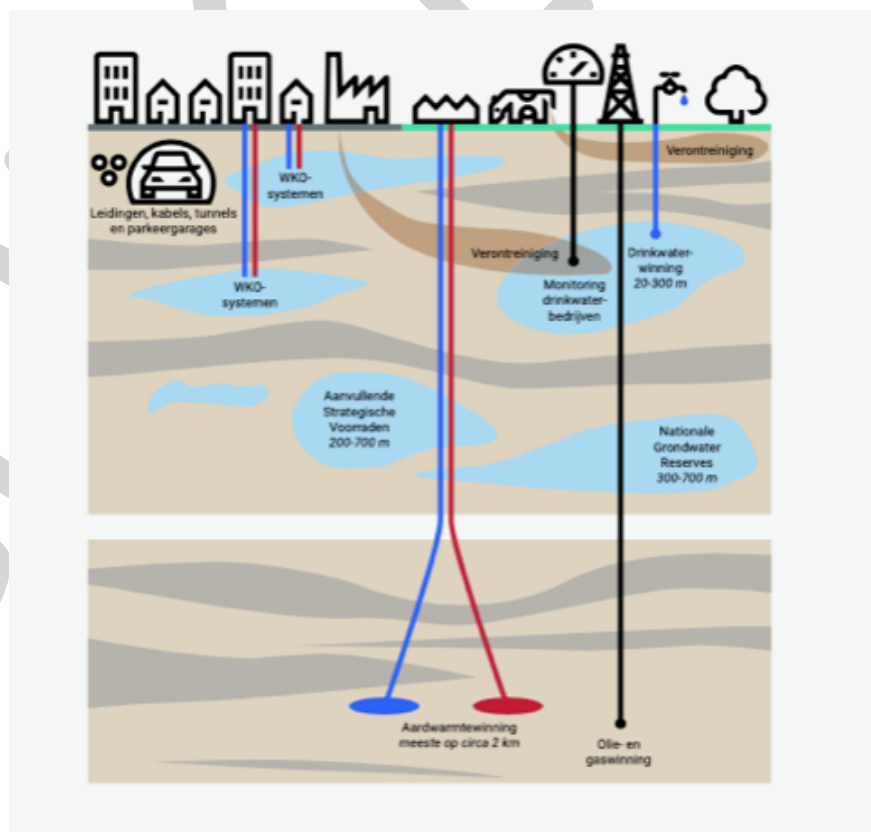 Verontreiniging
WKO-
systemen
Leidingen, kabels, tunnels
en parkeergarages
Verontreiniging
Drinkwater-
winning
20-300 m
WKO-
systemen
Monitoring
drinkwater-
bedrijven
Aanvullende
Strategische
Voorraden
200-700 m
Nationale
Grondwater
Reserves
300-700 m
Aardwarmtewinning
meeste op circa 2 km
Olie- en
gaswinning